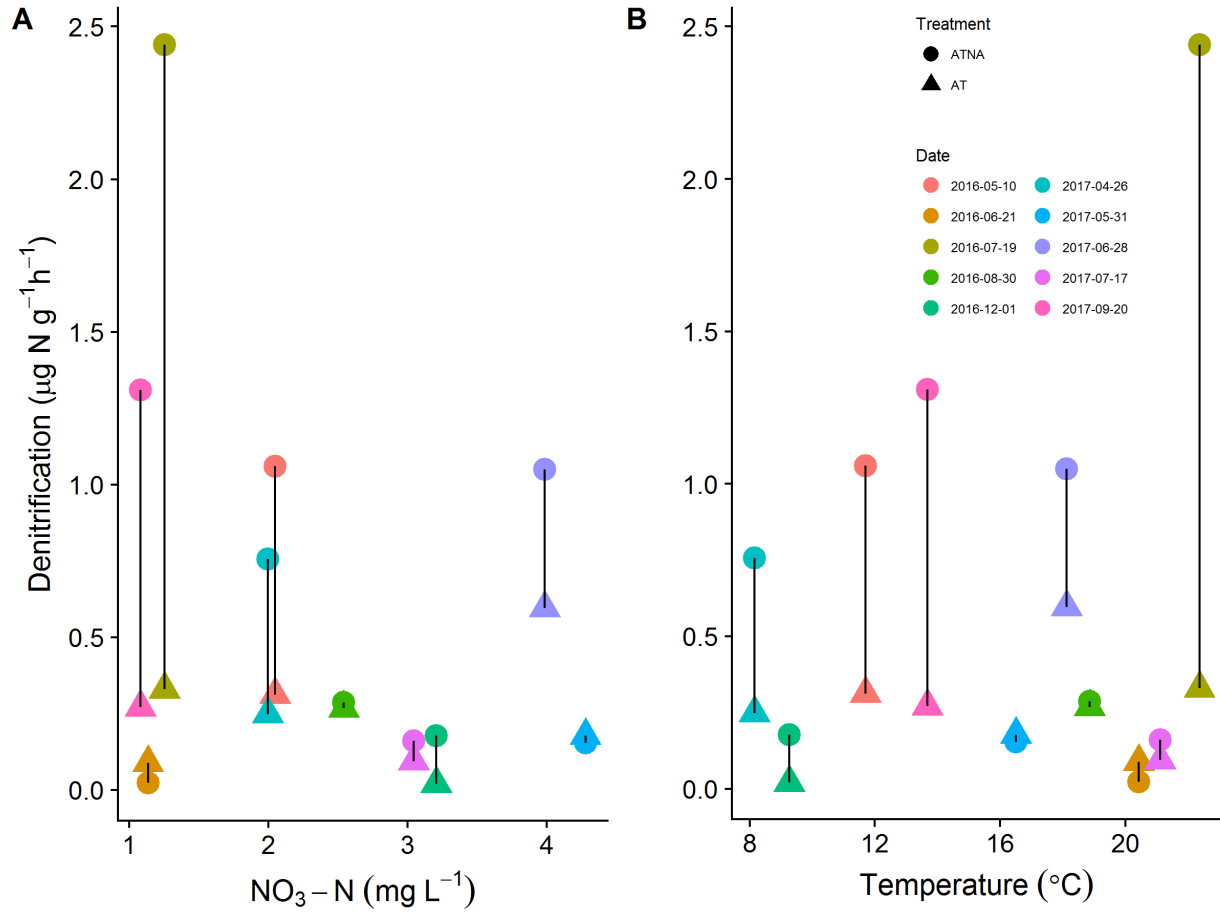 A
B
Denitrification (μg N g⁻¹h⁻¹)
2.5
2.0
1.5
1.0
0.5
0.0
1 2 3 4
NO₃ – N (mg L⁻¹)
2.5
2.0
1.5
1.0
0.5
0.0
8 12 16 20
Temperature (°C)
Treatment
ATNA
AT
Date
2016-05-10 2017-04-26
2016-06-21 2017-05-31
2016-07-19 2017-06-28
2016-08-30 2017-07-17
2016-12-01 2017-09-20